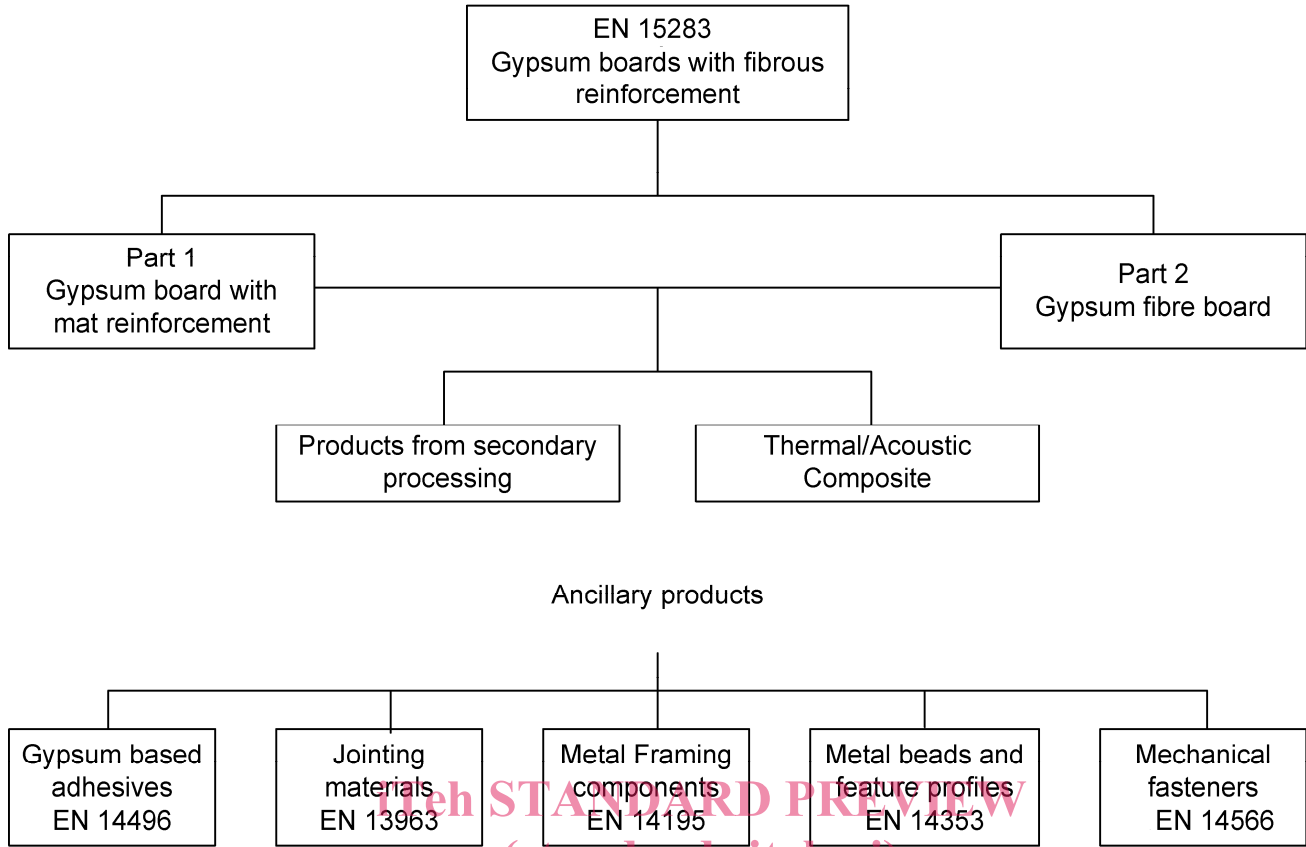 EN 15283
Gypsum boards with fibrous
reinforcement
Part 1
Gypsum board with
mat reinforcement
Part 2
Gypsum fibre board
Products from secondary
processing
Thermal/Acoustic
Composite
Ancillary products
Gypsum based
adhesives
EN 14496
Jointing
materials
EN 13963
Metal Framing
components
EN 14195
Metal beads and
feature profiles
EN 14353
Mechanical
fasteners
EN 14566
iTeh STANDARD PREVIEW